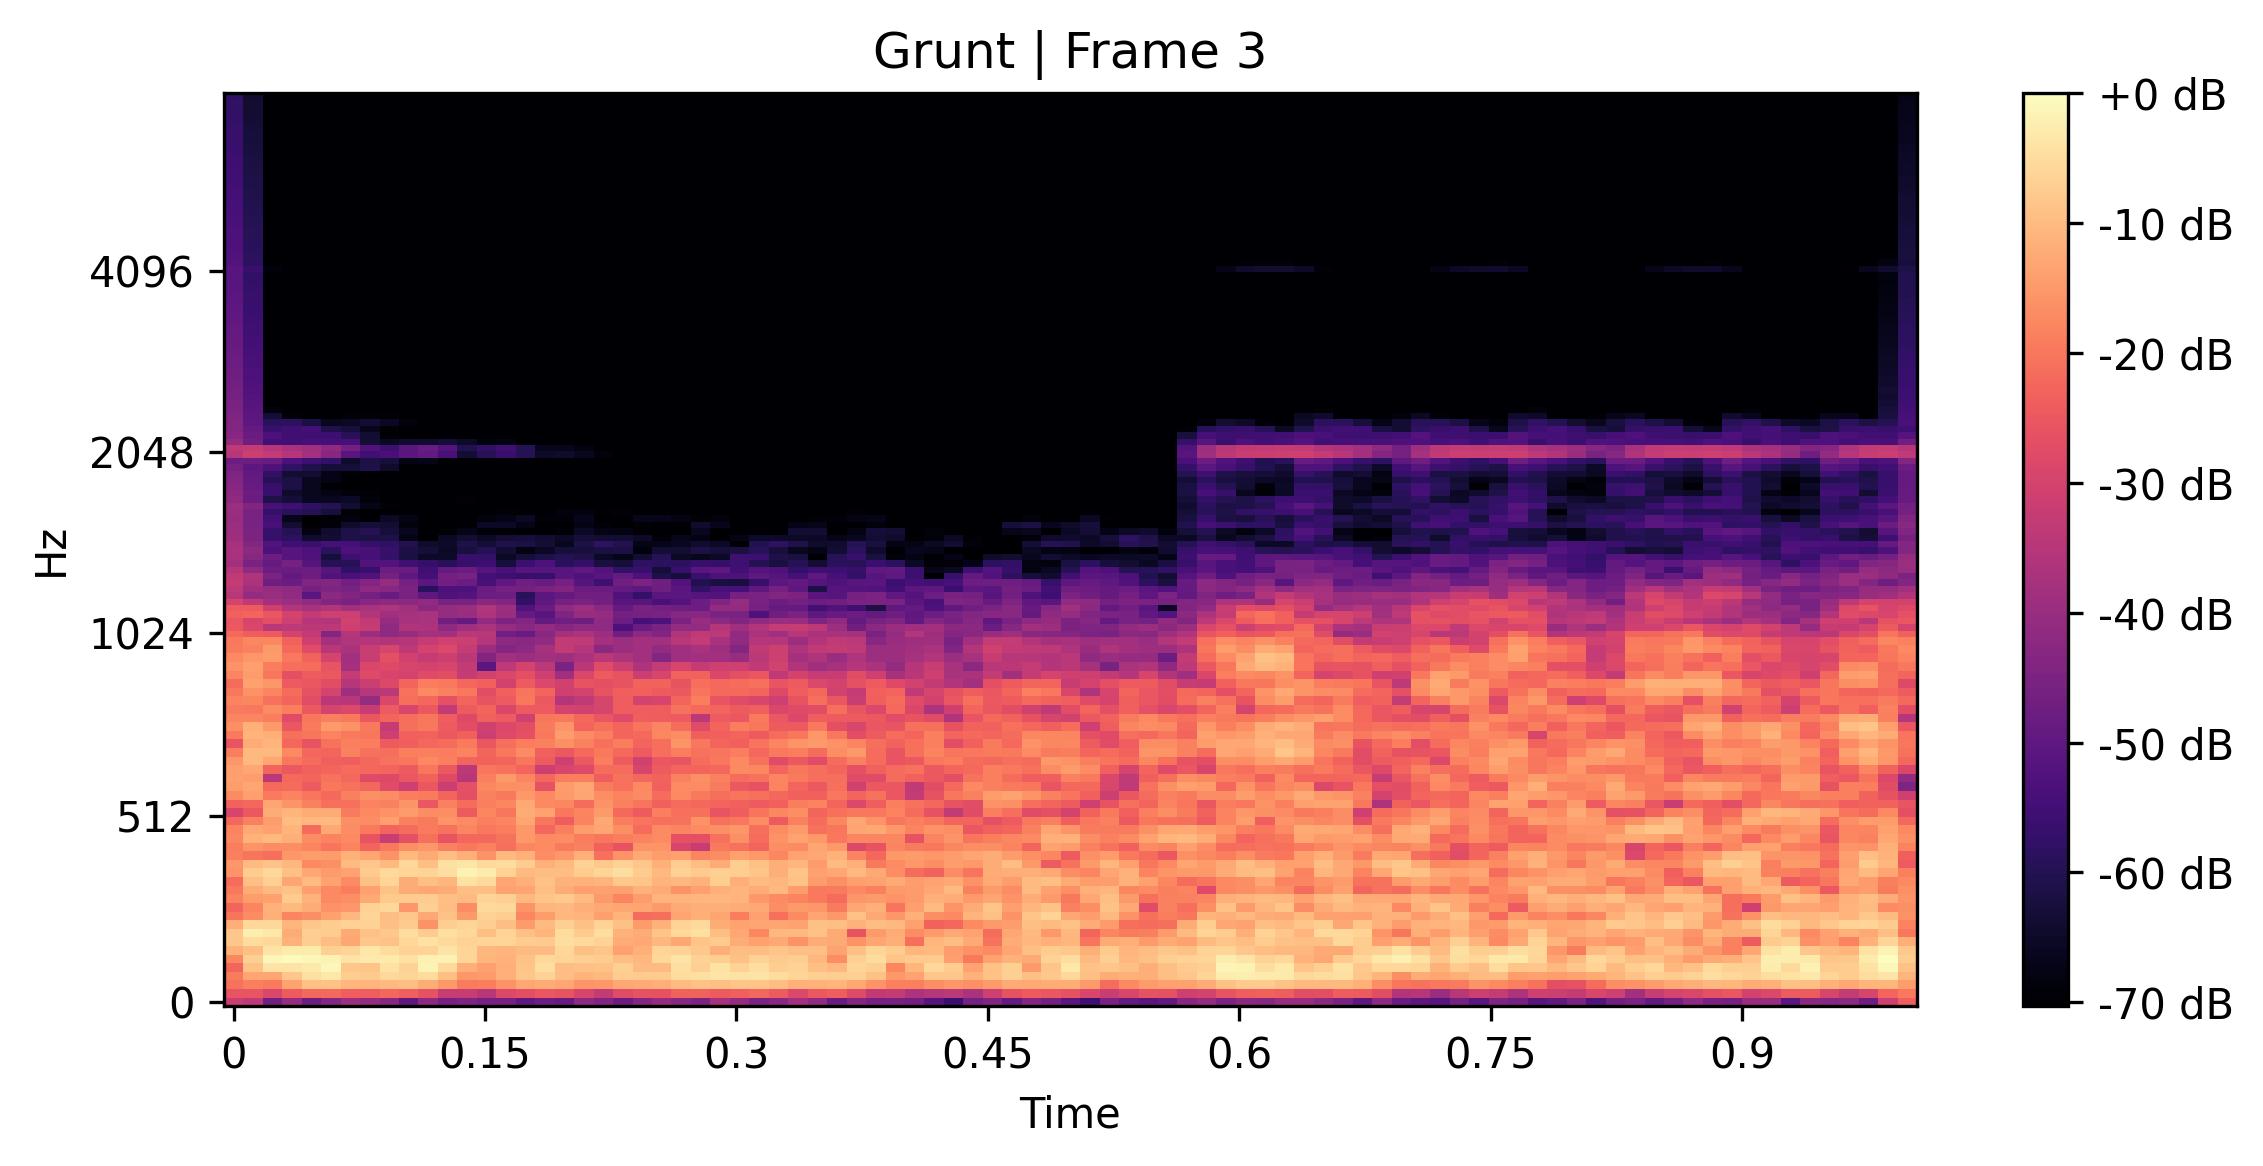 Grunt | Frame 3
Hz
4096
2048
1024
512
0
0
0.15
0.3
0.45
0.6
0.75
0.9
Time
+0 dB
-10 dB
-20 dB
-30 dB
-40 dB
-50 dB
-60 dB
-70 dB